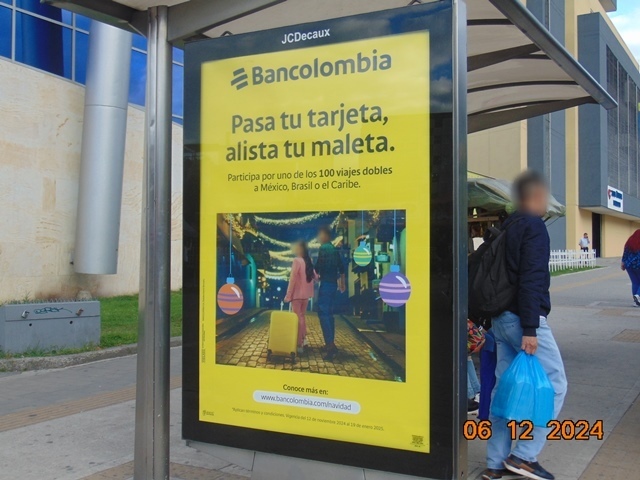 JCDecaux
Bancolombia
Pasa tu tarjeta,
alista tu maleta.
Participa por uno de los 100 viajes dobles
a México, Brasil o el Caribe.
Conoce más en:
www.bancolombia.com/navidad
06 12 2024